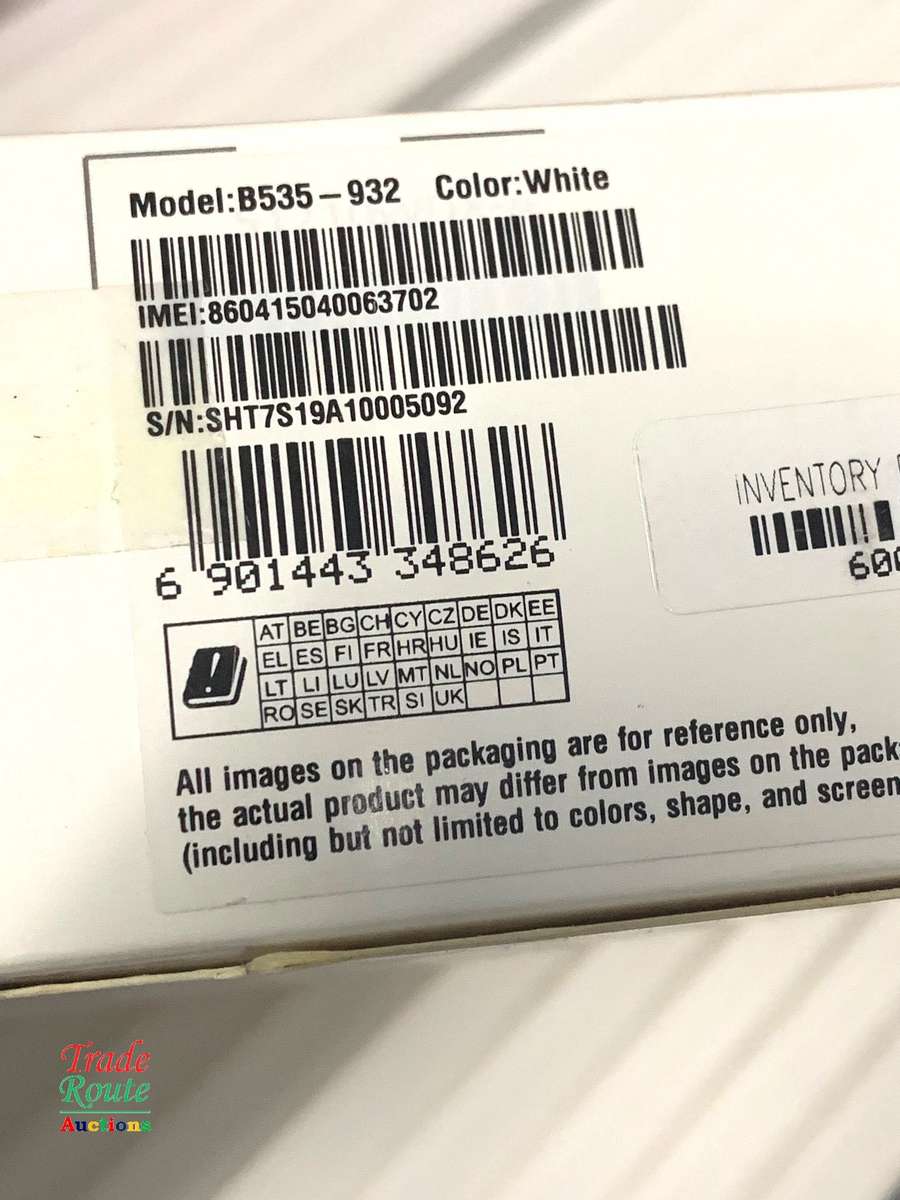 Model:B535-932 Color:White
IMEI:860415040063702
S/N:SHT7S19A10005092
6 901443 348626
INVENTORY
600
AT BE BG CH CY CZ DE DK EE
EL ES FI FR HR HU IE IS IT
LT LI LU LV MT NL NO PL PT
RO SE SK TR SI UK
All images on the packaging are for reference only,
the actual product may differ from images on the pack
(including but not limited to colors, shape, and screen
Trade
Route
Auctions